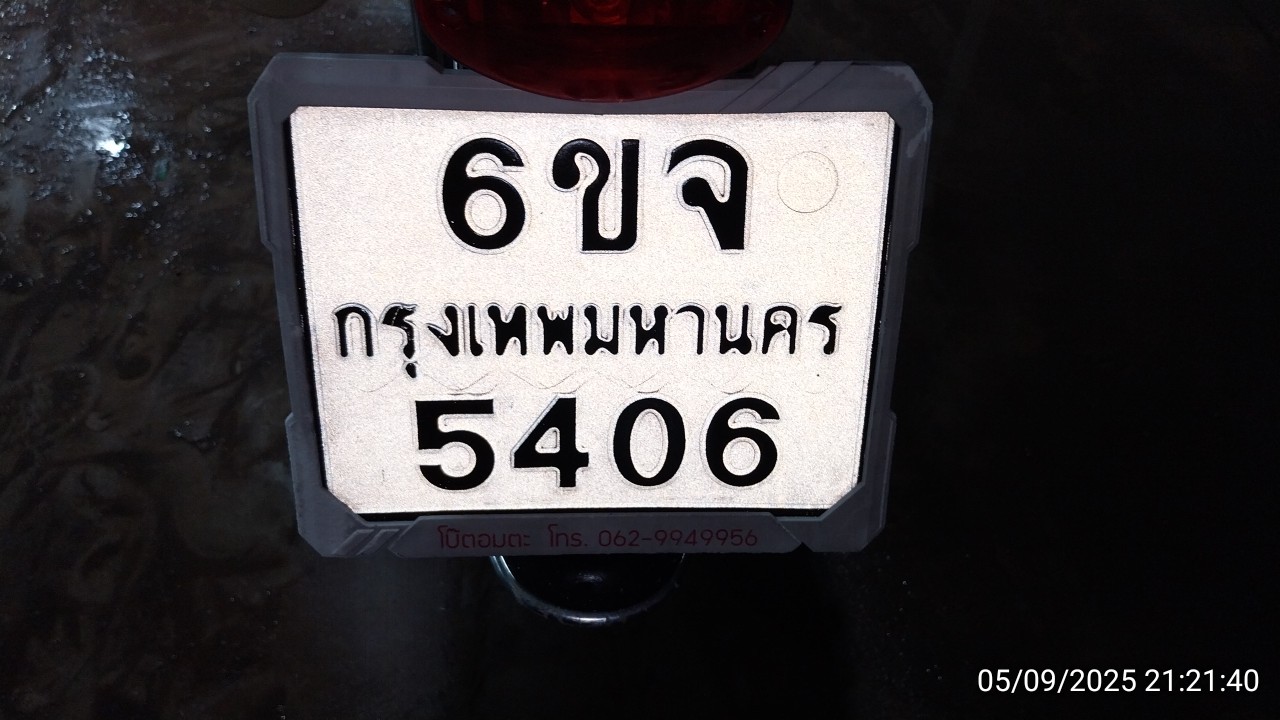 6ขจ
กรุงเทพมหานคร
5406
โป๊ตอมตะ โทร. 062-9949956
05/09/2025 21:21:40